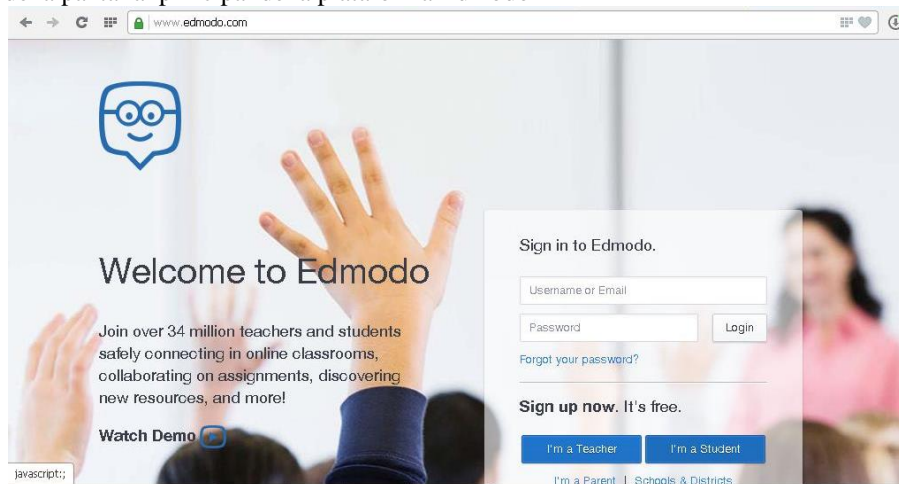 www.edmodo.com
Welcome to Edmodo
Join over 34 million teachers and students
safely connecting in online classrooms,
collaborating on assignments, discovering
new resources, and more!
Watch Demo
Sign in to Edmodo.
Username or Email
Password
Login
Forgot your password?
Sign up now. It's free.
I'm a Teacher I'm a Student
I'm a Parent | Schools & Districts
javascript:;